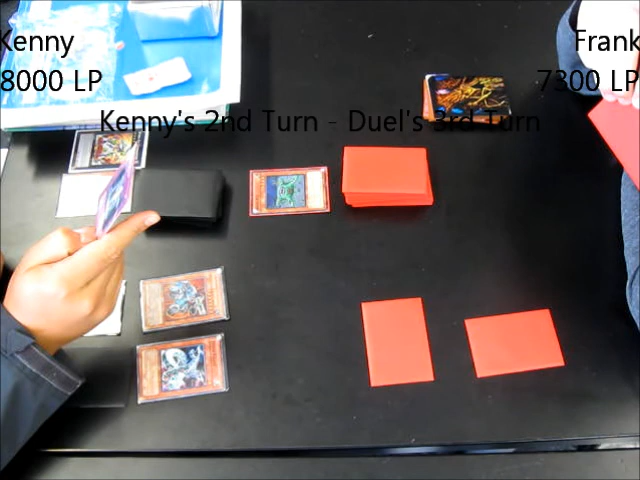 Kenny
Frank
8000 LP
7300 LP
Kenny's 2nd Turn - Duel's 3rd Turn